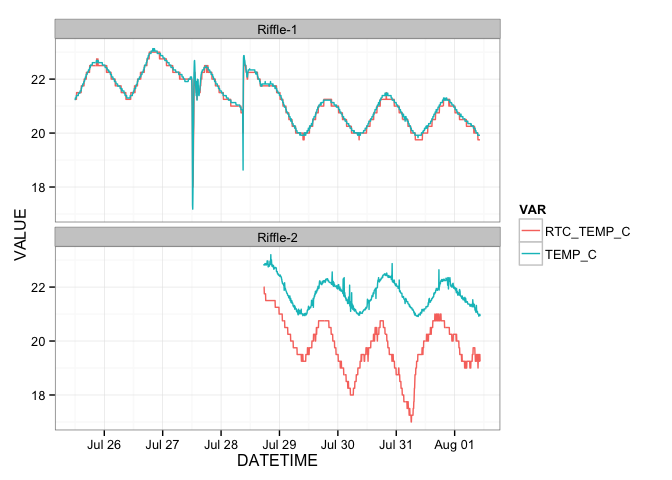 Riffle-1
22
20
18
Riffle-2
22
20
18
VALUE
Jul 26 Jul 27 Jul 28 Jul 29 Jul 30 Jul 31 Aug 01
DATETIME
VAR
RTC_TEMP_C
TEMP_C